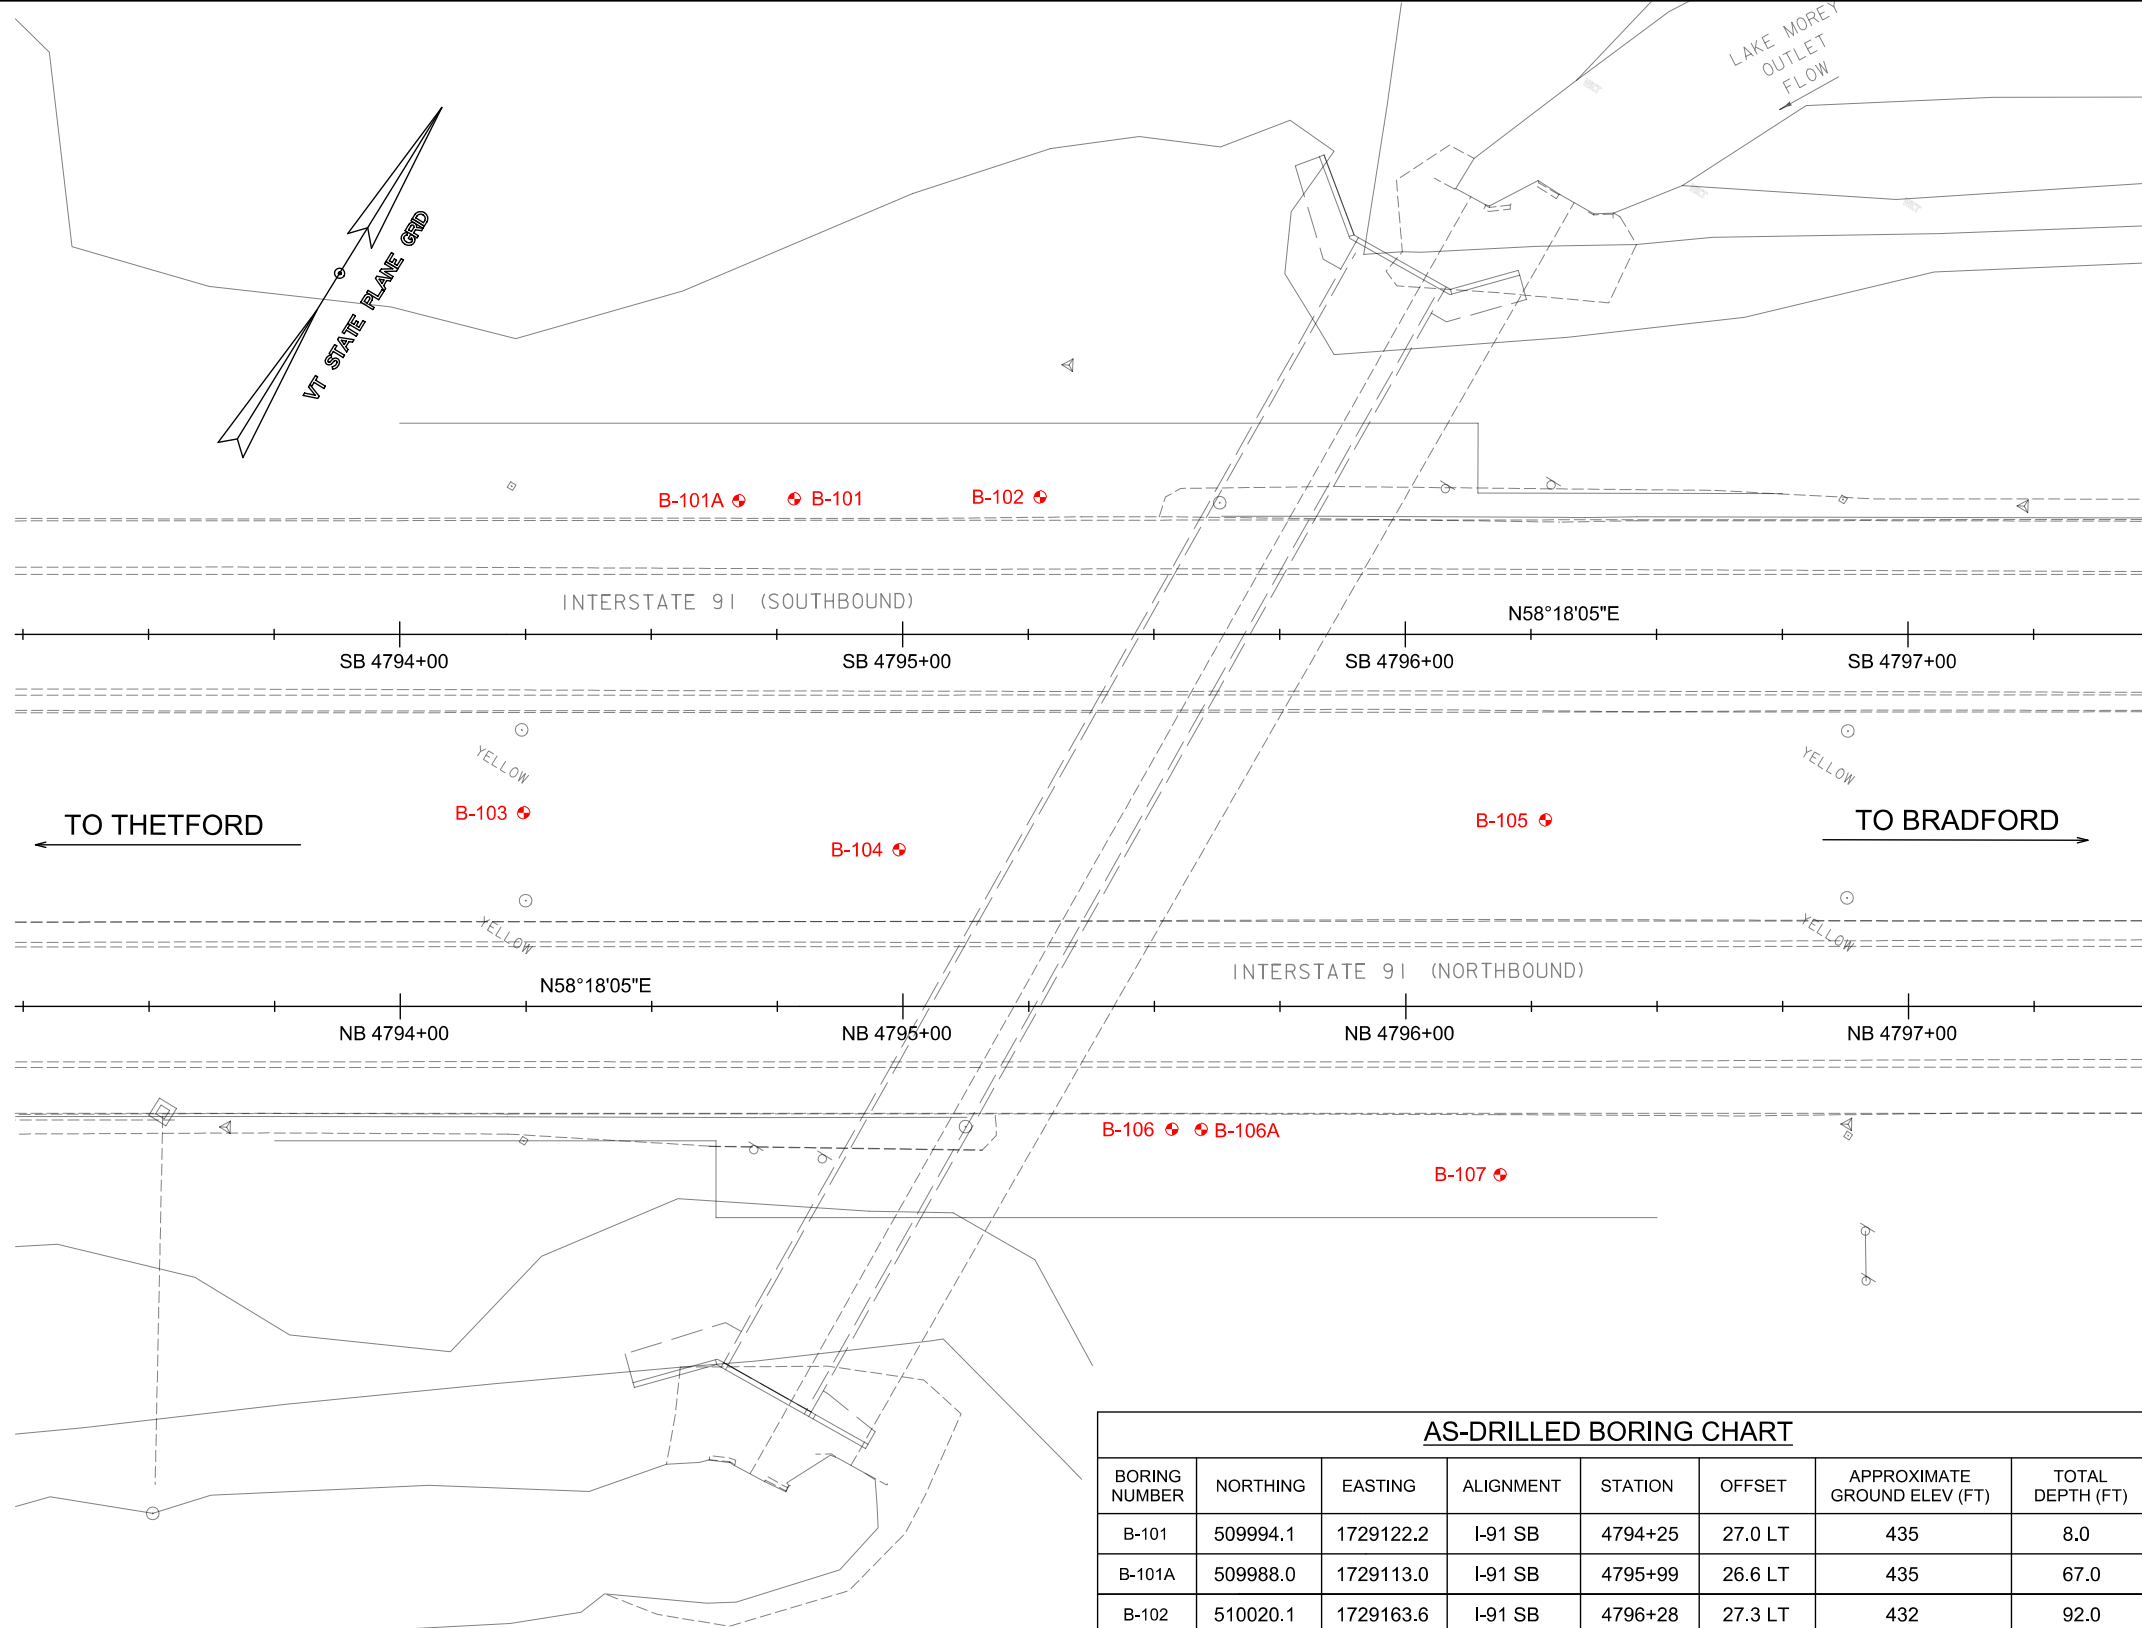 LAKE MOREY
OUTLET
FLOW
VT STATE PLANE GRID
B-101A
B-101
B-102
INTERSTATE 91 (SOUTHBOUND)
N58°18'05"E
SB 4794+00
SB 4795+00
SB 4796+00
SB 4797+00
YELLOW
YELLOW
B-103
B-104
B-105
TO THETFORD
TO BRADFORD
YELLOW
YELLOW
INTERSTATE 91 (NORTHBOUND)
N58°18'05"E
NB 4794+00
NB 4795+00
NB 4796+00
NB 4797+00
B-106
B-106A
B-107
AS-DRILLED BORING CHART
BORING NUMBER NORTHING EASTING ALIGNMENT STATION OFFSET APPROXIMATE GROUND ELEV (FT) TOTAL DEPTH (FT)
B-101 509994.1 1729122.2 I-91 SB 4794+25 27.0 LT 435 8.0
B-101A 509988.0 1729113.0 I-91 SB 4795+99 26.6 LT 435 67.0
B-102 510020.1 1729163.6 I-91 SB 4796+28 27.3 LT 432 92.0